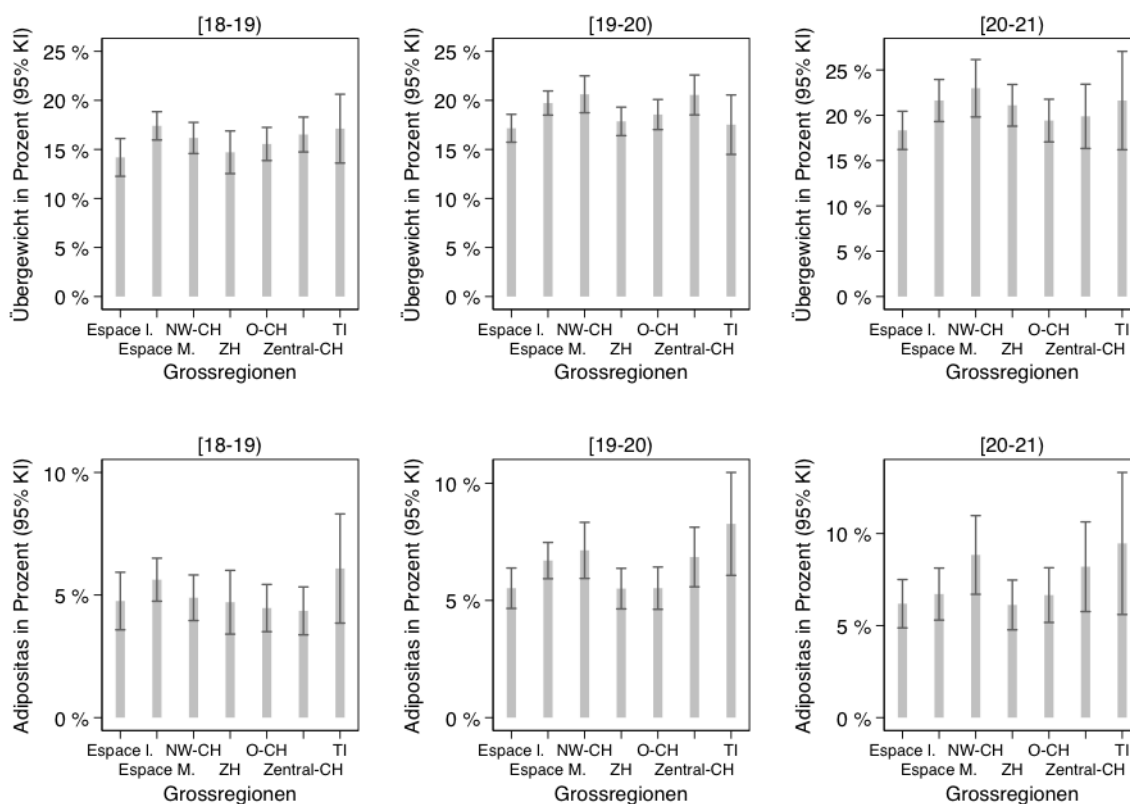 [18-19)
Übergewicht in Prozent (95% KI)
25 %
20 %
15 %
10 %
5 %
0 %
Espace I. NW-CH O-CH TI
Espace M. ZH Zentral-CH
Grossregionen
[19-20)
Übergewicht in Prozent (95% KI)
25 %
20 %
15 %
10 %
5 %
0 %
Espace I. NW-CH O-CH TI
Espace M. ZH Zentral-CH
Grossregionen
[20-21)
Übergewicht in Prozent (95% KI)
25 %
20 %
15 %
10 %
5 %
0 %
Espace I. NW-CH O-CH TI
Espace M. ZH Zentral-CH
Grossregionen
[18-19)
Adipositas in Prozent (95% KI)
10 %
5 %
0 %
Espace I. NW-CH O-CH TI
Espace M. ZH Zentral-CH
Grossregionen
[19-20)
Adipositas in Prozent (95% KI)
10 %
5 %
0 %
Espace I. NW-CH O-CH TI
Espace M. ZH Zentral-CH
Grossregionen
[20-21)
Adipositas in Prozent (95% KI)
10 %
5 %
0 %
Espace I. NW-CH O-CH TI
Espace M. ZH Zentral-CH
Grossregionen